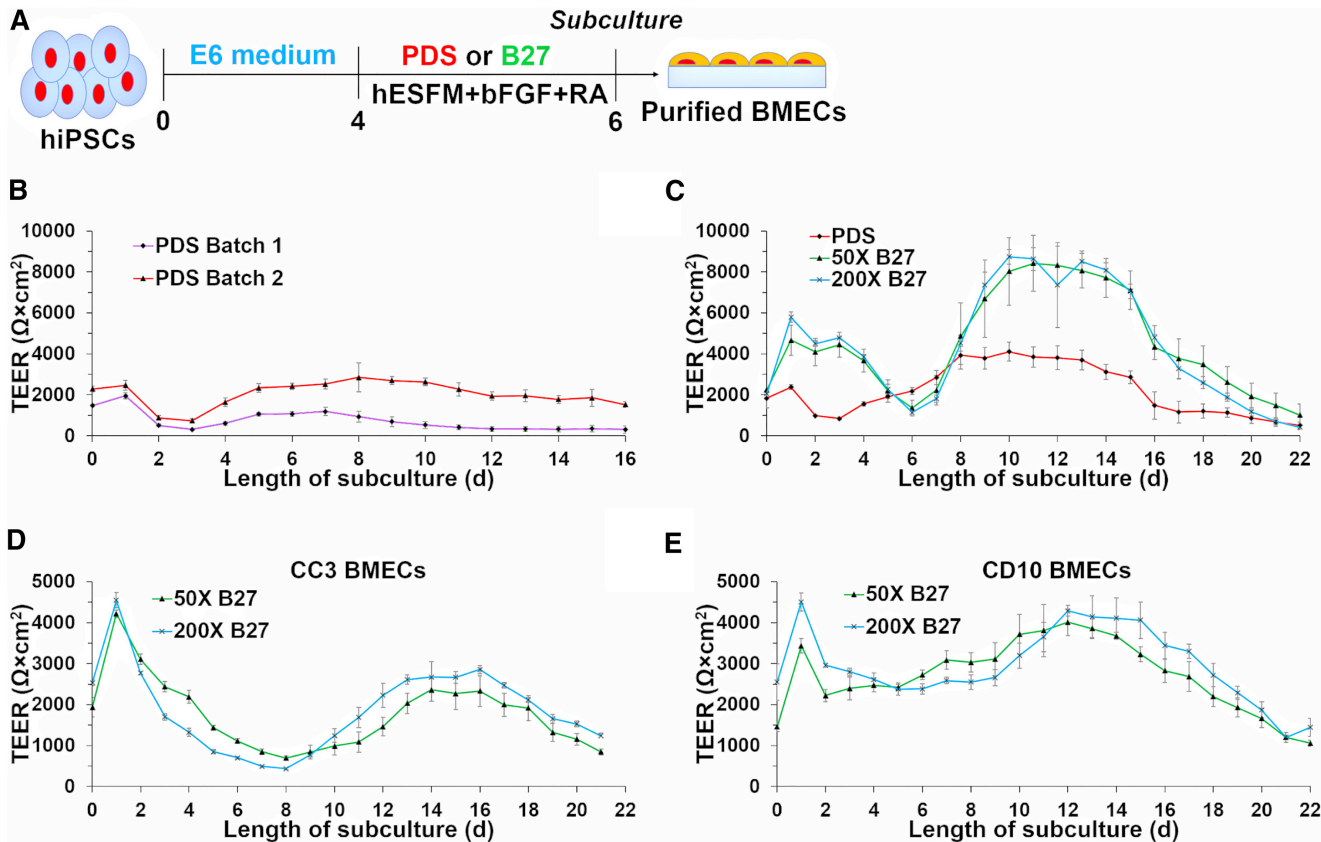 A
Subculture
E6 medium
PDS or B27
hESFM+bFGF+RA
hiPSCs
0
4
6
Purified BMECs
B
TEER (Ω×cm2)
10000
8000
6000
4000
2000
0
PDS Batch 1
PDS Batch 2
0 2 4 6 8 10 12 14 16
Length of subculture (d)
C
TEER (Ω×cm2)
10000
8000
6000
4000
2000
0
PDS
50X B27
200X B27
0 2 4 6 8 10 12 14 16 18 20 22
Length of subculture (d)
D
CC3 BMECs
TEER (Ω×cm2)
5000
4000
3000
2000
1000
0
50X B27
200X B27
0 2 4 6 8 10 12 14 16 18 20 22
Length of subculture (d)
E
CD10 BMECs
TEER (Ω×cm2)
5000
4000
3000
2000
1000
0
50X B27
200X B27
0 2 4 6 8 10 12 14 16 18 20 22
Length of subculture (d)